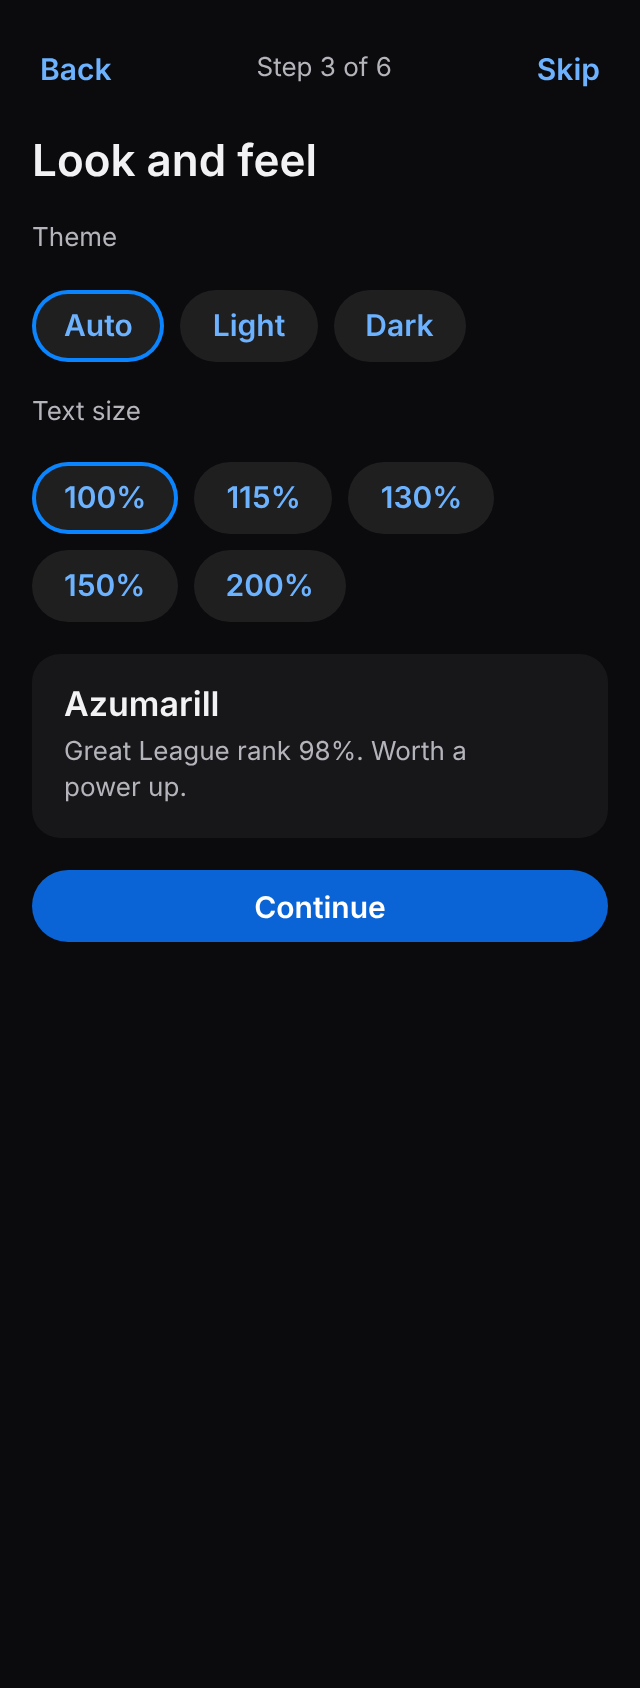 Back
Step 3 of 6
Skip
Look and feel
Theme
Auto
Light
Dark
Text size
100%
115%
130%
150%
200%
Azumarill
Great League rank 98%. Worth a
power up.
Continue